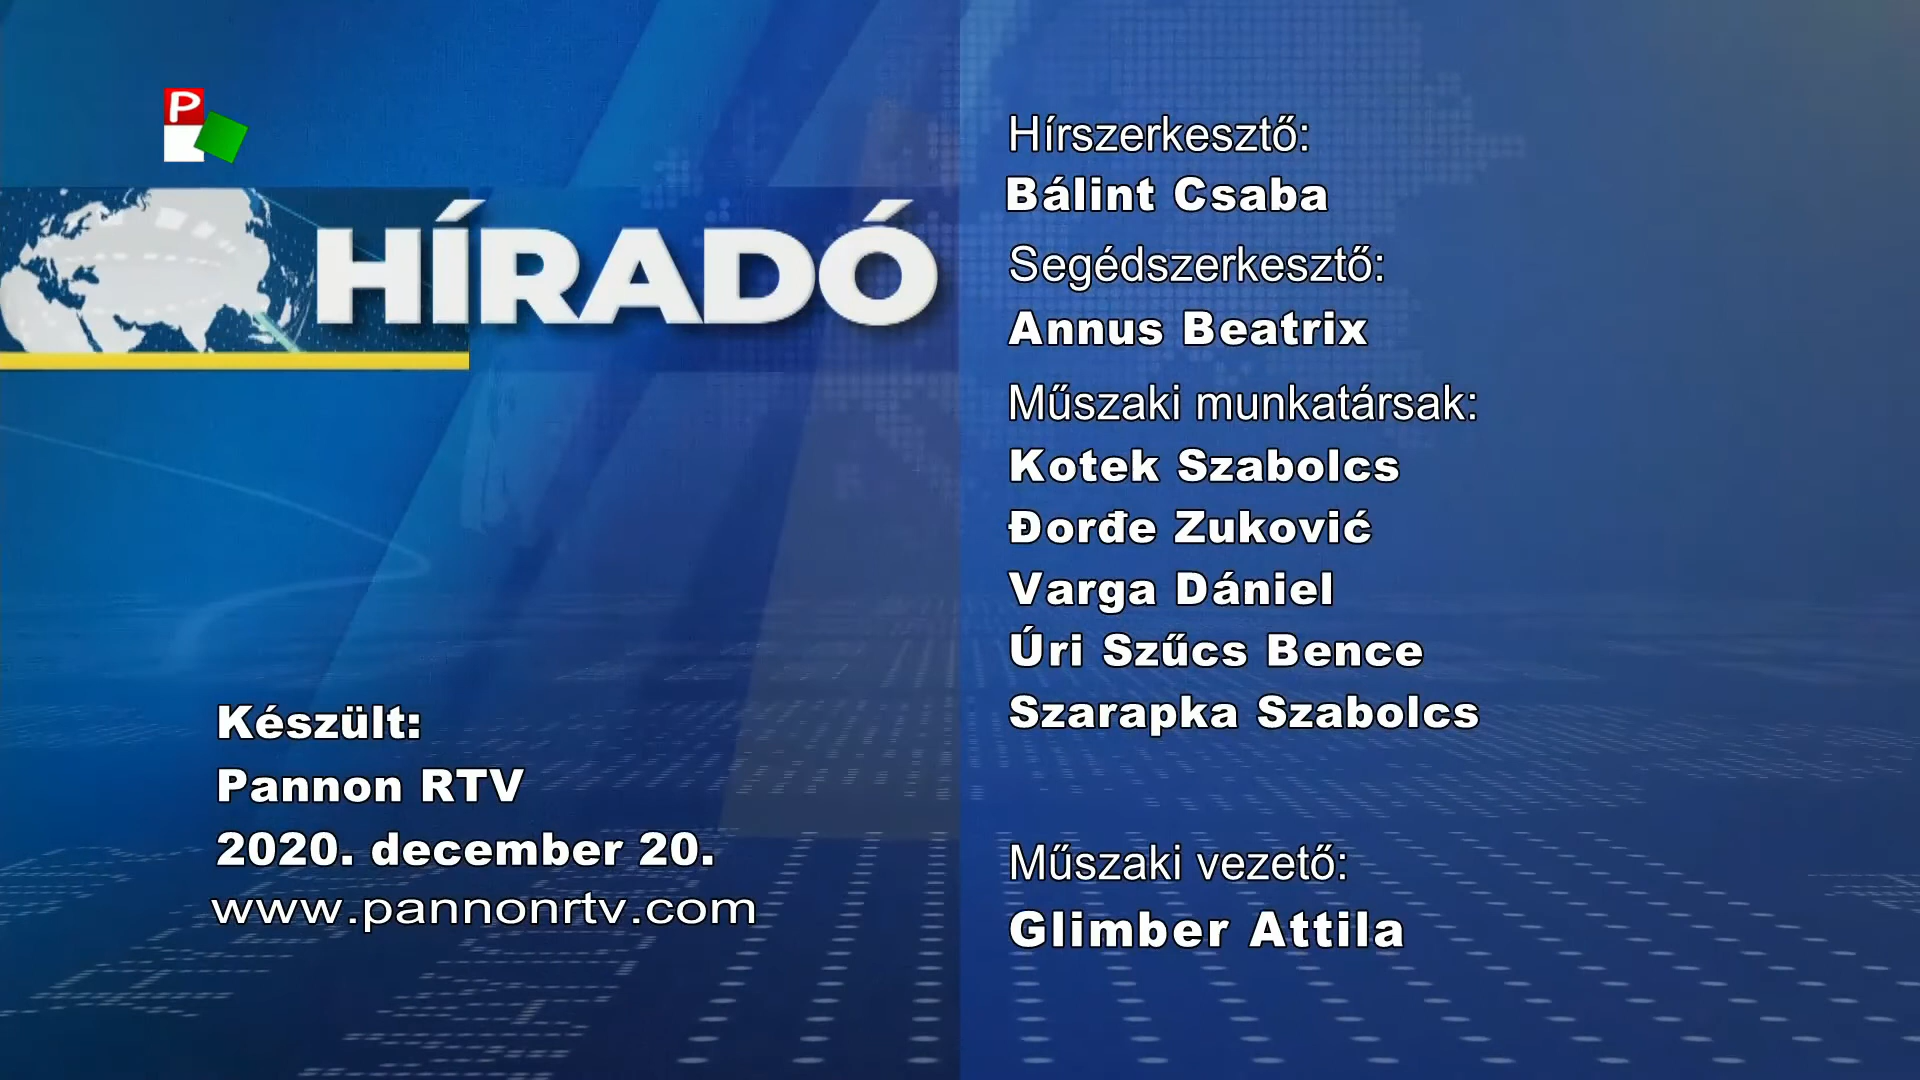 P
HÍRADÓ
Készült:
Pannon RTV
2020. december 20.
www.pannonrtv.com
Hírszerkesztő:
Bálint Csaba
Segédszerkesztő:
Annus Beatrix
Műszaki munkatársak:
Kotek Szabolcs
Đorđe Zuković
Varga Dániel
Úri Szűcs Bence
Szarapka Szabolcs
Műszaki vezető:
Glimber Attila